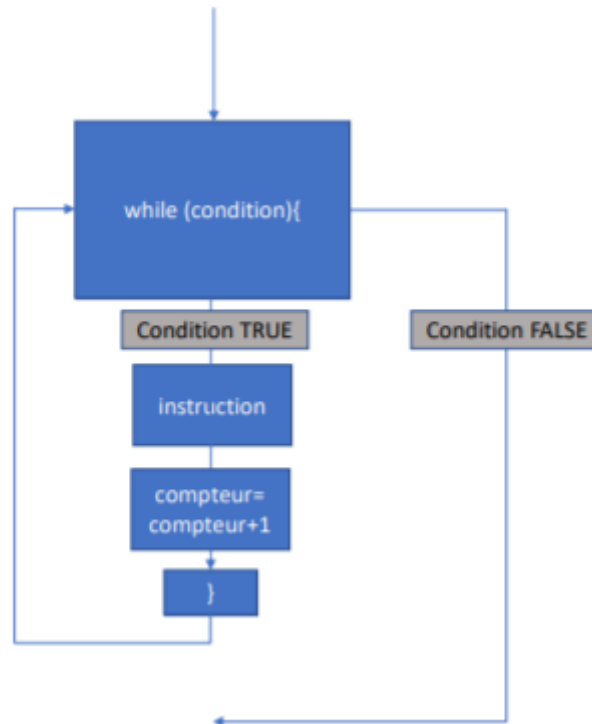 while (condition){
Condition TRUE
Condition FALSE
instruction
compteur=
compteur+1
}